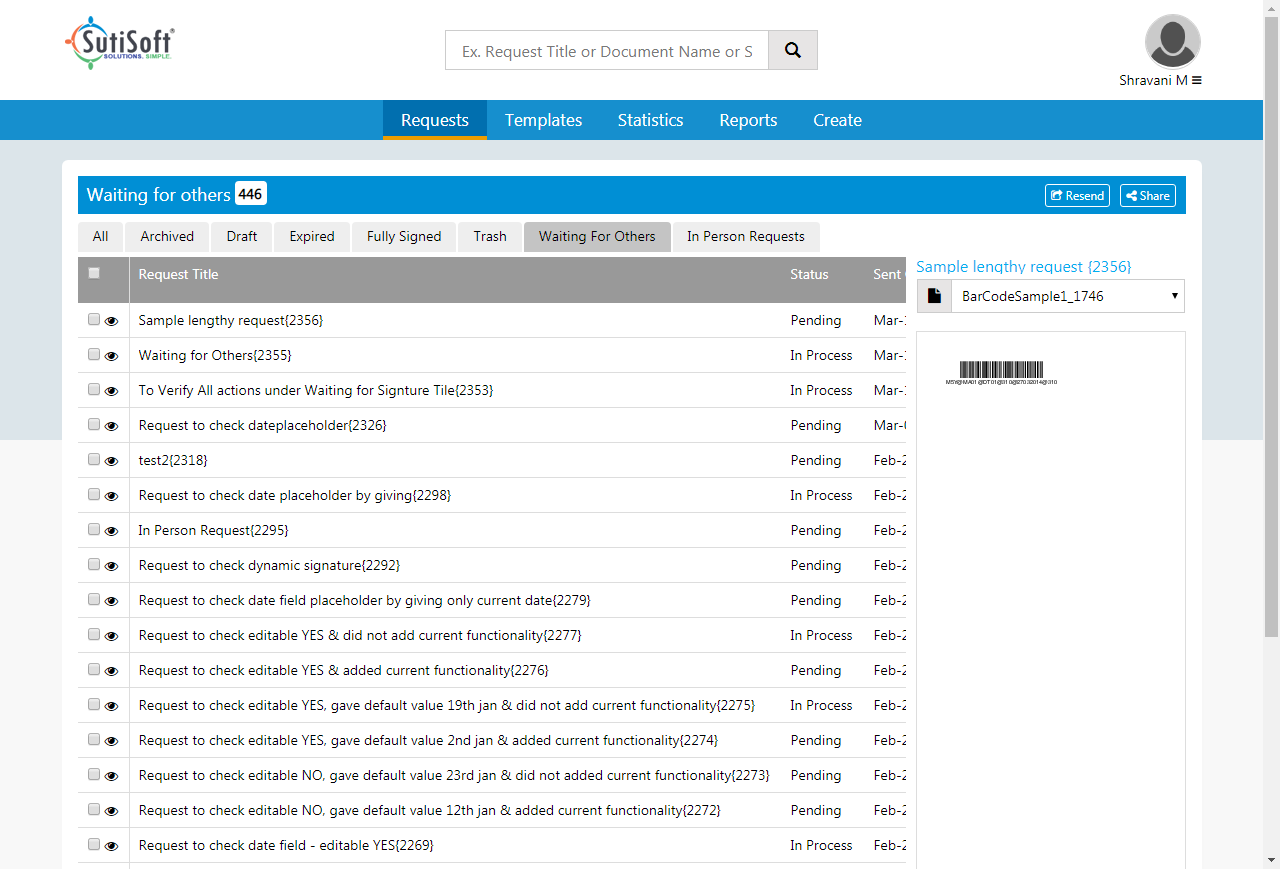 SutiSoft®
SOLUTIONS. SIMPLE.
Ex. Request Title or Document Name or S
Shravani M
Requests Templates Statistics Reports Create
Waiting for others 446 Resend Share
All Archived Draft Expired Fully Signed Trash Waiting For Others In Person Requests
Request Title Status Sent
Sample lengthy request{2356} Pending Mar-
Waiting for Others{2355} In Process Mar-
To Verify All actions under Waiting for Signture Tile{2353} In Process Mar-
Request to check dateplaceholder{2326} Pending Mar-
test2{2318} Pending Feb-2
Request to check date placeholder by giving{2298} In Process Feb-2
In Person Request{2295} Pending Feb-2
Request to check dynamic signature{2292} Pending Feb-2
Request to check date field placeholder by giving only current date{2279} Pending Feb-2
Request to check editable YES & did not add current functionality{2277} In Process Feb-2
Request to check editable YES & added current functionality{2276} Pending Feb-2
Request to check editable YES, gave default value 19th jan & did not add current functionality{2275} In Process Feb-2
Request to check editable YES, gave default value 2nd jan & added current functionality{2274} Pending Feb-2
Request to check editable NO, gave default value 23rd jan & did not added current functionality{2273} Pending Feb-2
Request to check editable NO, gave default value 12th jan & added current functionality{2272} Pending Feb-2
Request to check date field - editable YES{2269} In Process Feb-2
Sample lengthy request {2356}
BarCodeSample1_1746